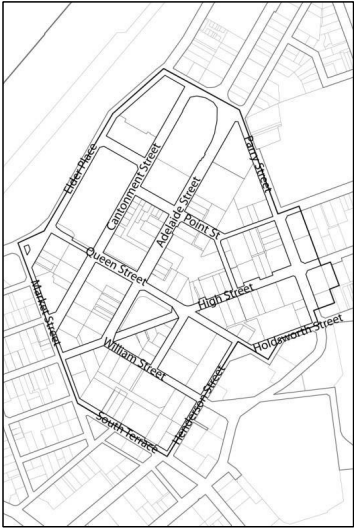 Elder Place
Cantonment Street
Parry Street
Adelaide Street
Point St
Queen Street
High Street
Market Street
Holdsworth Street
William Street
Henderson Street
South Terrace